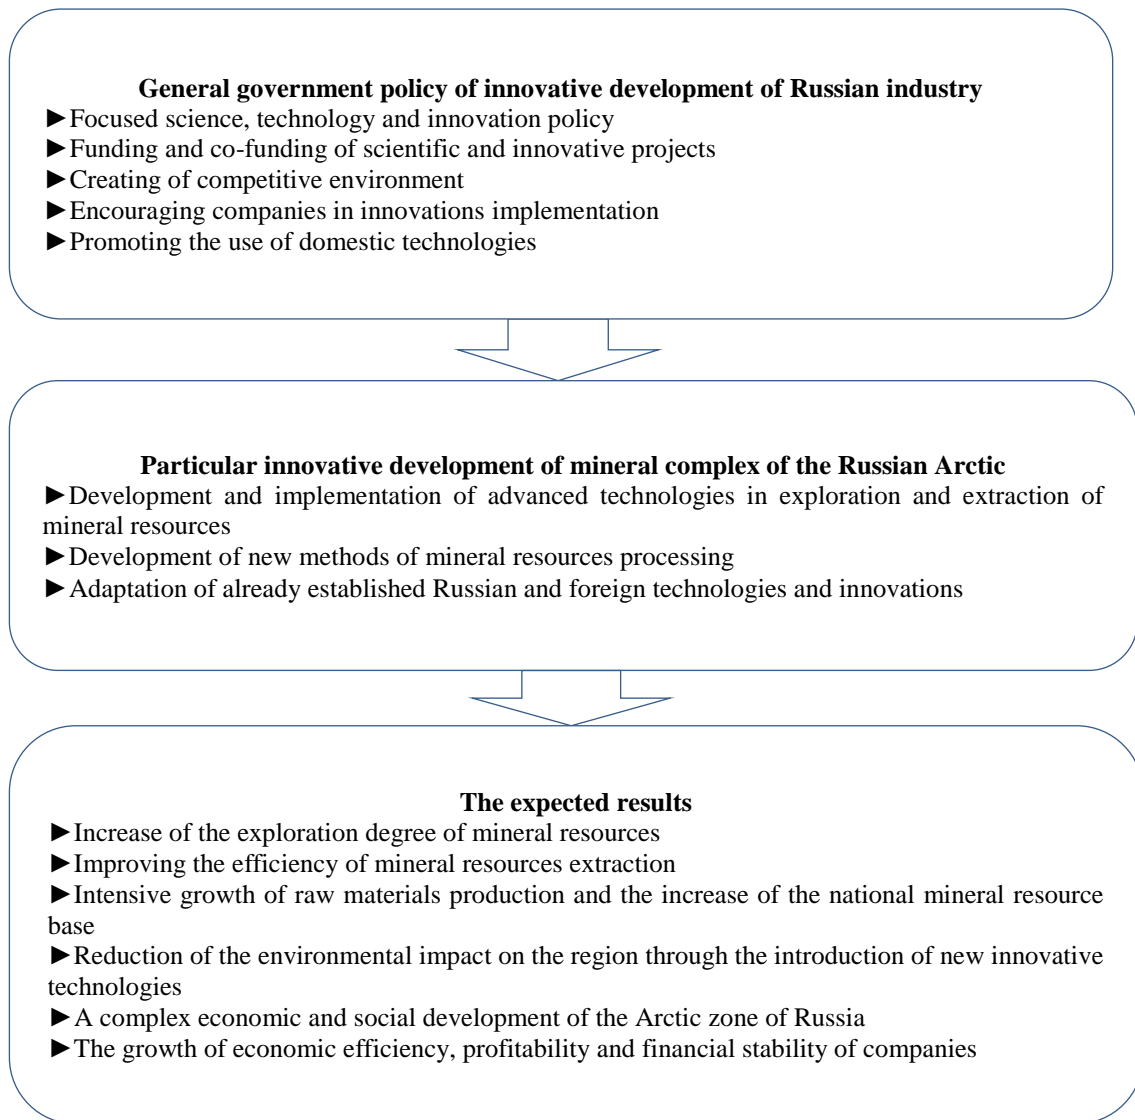 General government policy of innovative development of Russian industry
►Focused science, technology and innovation policy
►Funding and co-funding of scientific and innovative projects
►Creating of competitive environment
►Encouraging companies in innovations implementation
►Promoting the use of domestic technologies
Particular innovative development of mineral complex of the Russian Arctic
►Development and implementation of advanced technologies in exploration and extraction of
mineral resources
►Development of new methods of mineral resources processing
►Adaptation of already established Russian and foreign technologies and innovations
The expected results
►Increase of the exploration degree of mineral resources
►Improving the efficiency of mineral resources extraction
►Intensive growth of raw materials production and the increase of the national mineral resource
base
►Reduction of the environmental impact on the region through the introduction of new innovative
technologies
►A complex economic and social development of the Arctic zone of Russia
►The growth of economic efficiency, profitability and financial stability of companies